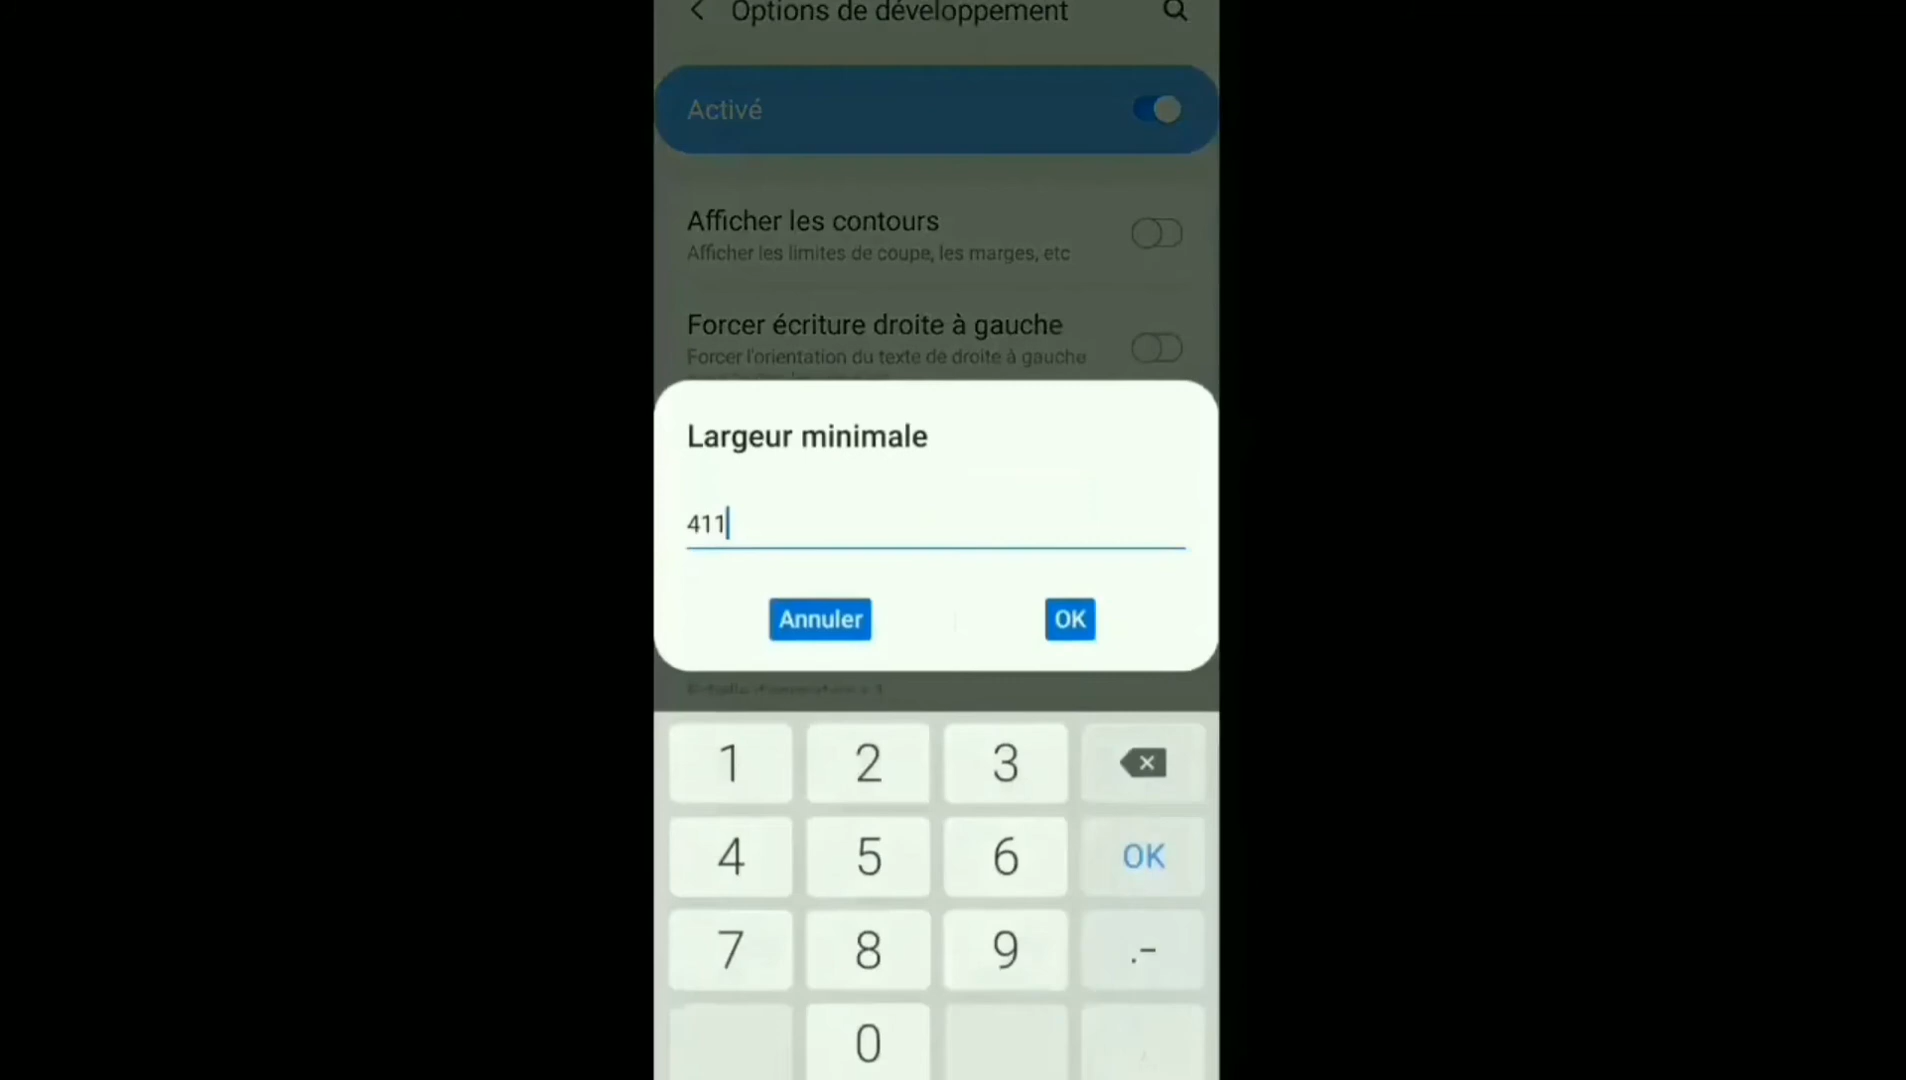 Options de développement
Activé
Afficher les contours
Afficher les limites de coupe, les marges, etc
Forcer écriture droite à gauche
Forcer l'orientation du texte de droite à gauche
Largeur minimale
411
Annuler OK
1 2 3
4 5 6 OK
7 8 9 .-
0